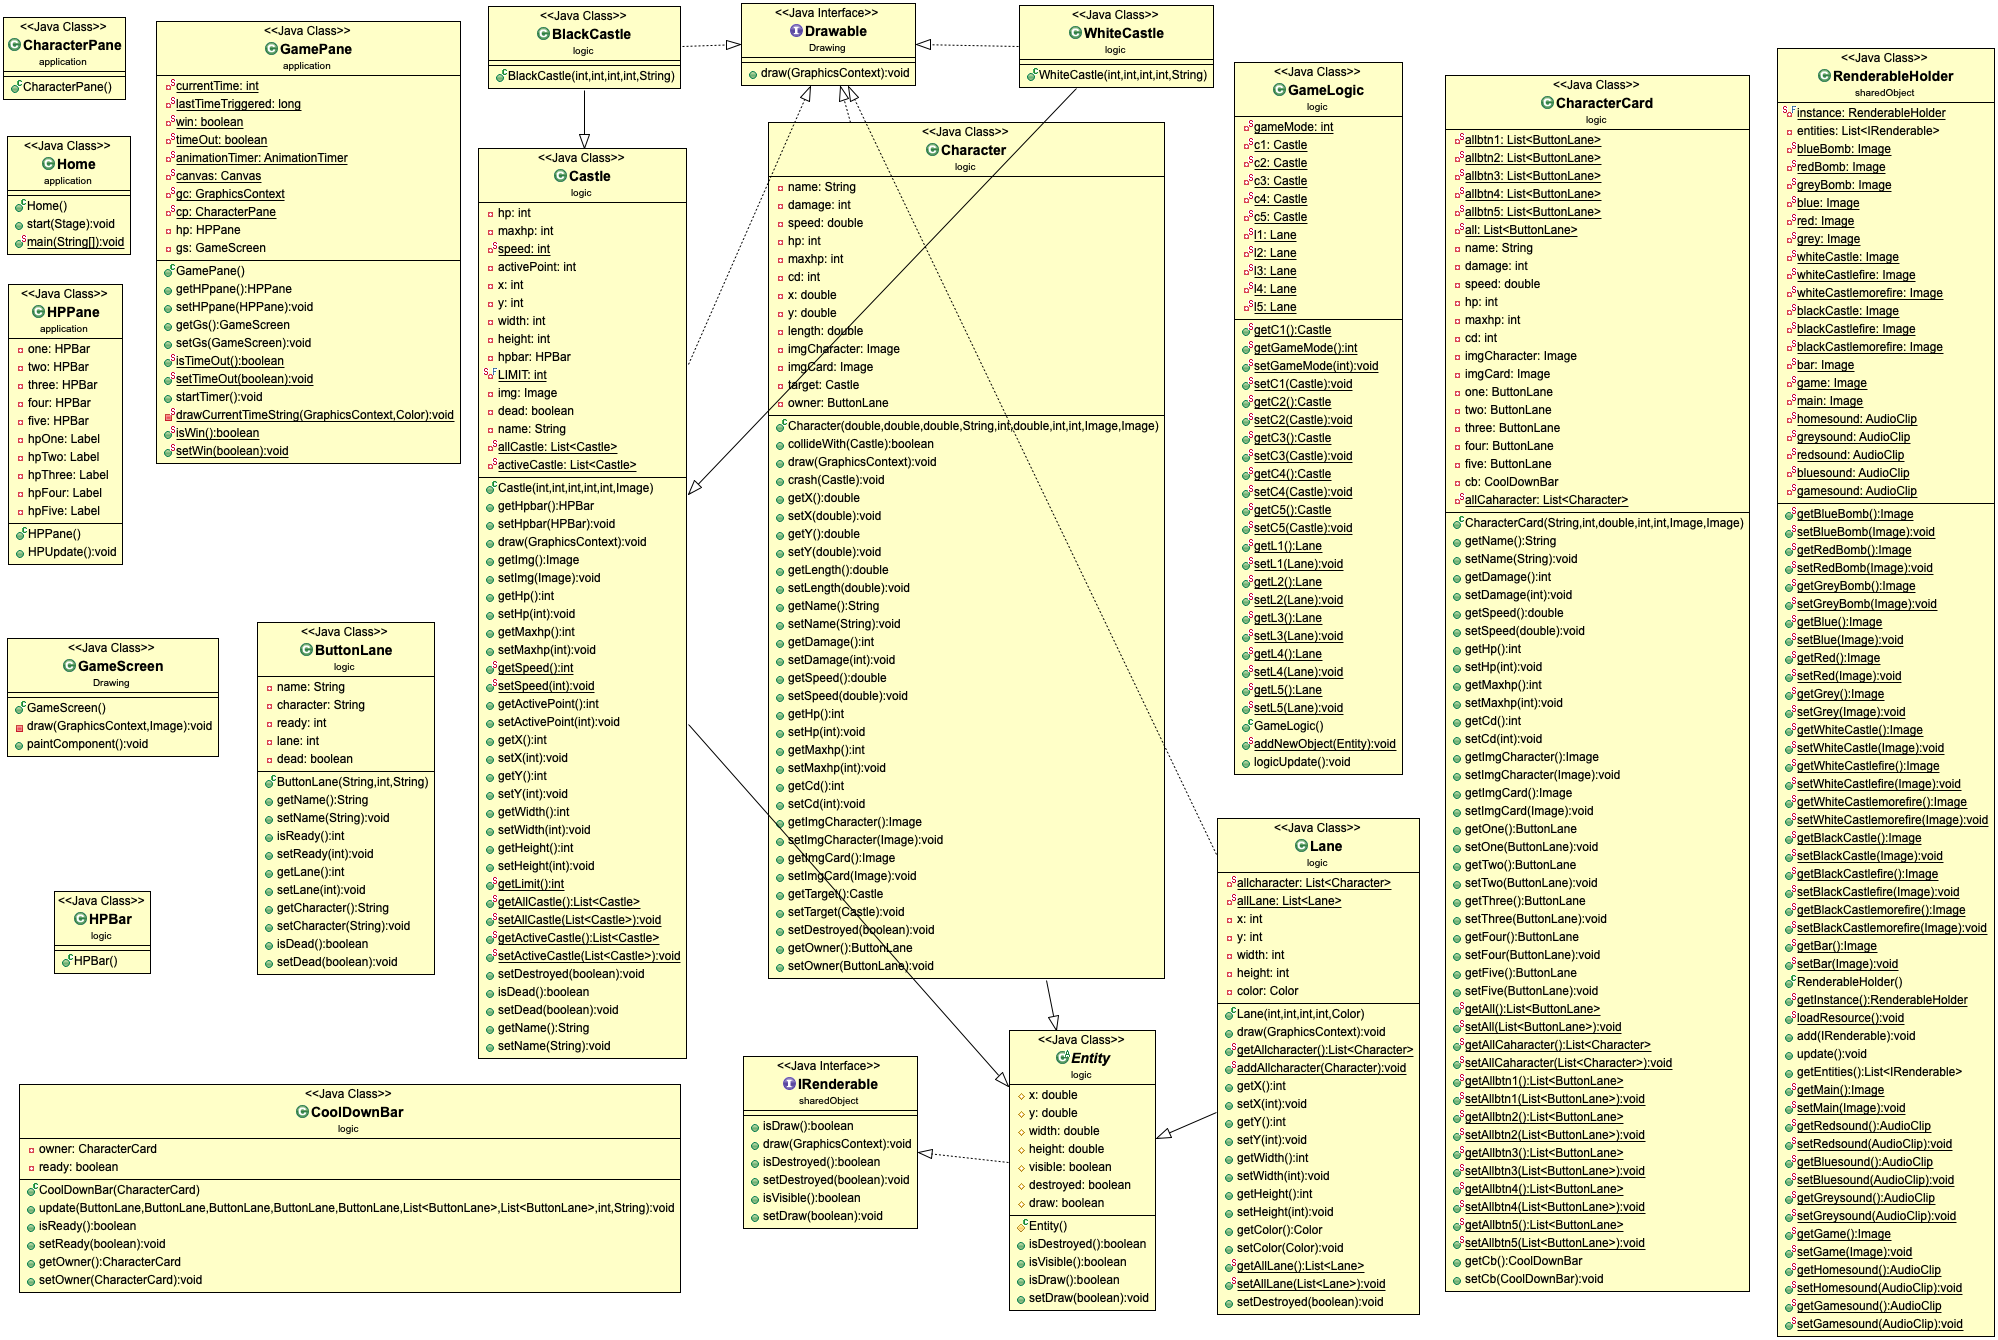 <<Java Class>>
CharacterPane
application
CharacterPane()
<<Java Class>>
Home
application
Home()
start(Stage):void
main(String[]):void
<<Java Class>>
HPPane
application
one: HPBar
two: HPBar
three: HPBar
four: HPBar
five: HPBar
hpOne: Label
hpTwo: Label
hpThree: Label
hpFour: Label
hpFive: Label
HPPane()
HPUpdate():void
<<Java Class>>
GameScreen
Drawing
GameScreen()
draw(GraphicsContext,Image):void
paintComponent():void
<<Java Class>>
HPBar
logic
HPBar()
<<Java Class>>
CoolDownBar
logic
owner: CharacterCard
ready: boolean
CoolDownBar(CharacterCard)
update(ButtonLane,ButtonLane,ButtonLane,ButtonLane,ButtonLane,List<ButtonLane>,List<ButtonLane>,int,String):void
isReady():boolean
setReady(boolean):void
getOwner():CharacterCard
setOwner(CharacterCard):void
<<Java Class>>
GamePane
application
currentTime: int
lastTimeTriggered: long
win: boolean
timeOut: boolean
animationTimer: AnimationTimer
canvas: Canvas
gc: GraphicsContext
cp: CharacterPane
hp: HPPane
gs: GameScreen
GamePane()
getHPpane():HPPane
setHPpane(HPPane):void
getGs():GameScreen
setGs(GameScreen):void
isTimeOut():boolean
setTimeOut(boolean):void
startTimer():void
drawCurrentTimeString(GraphicsContext,Color):void
isWin():boolean
setWin(boolean):void
<<Java Class>>
ButtonLane
logic
name: String
character: String
ready: int
lane: int
dead: boolean
ButtonLane(String,int,String)
getName():String
setName(String):void
isReady():int
setReady(int):void
getLane():int
setLane(int):void
getCharacter():String
setCharacter(String):void
isDead():boolean
setDead(boolean):void
<<Java Class>>
BlackCastle
logic
BlackCastle(int,int,int,int,String)
<<Java Class>>
Castle
logic
hp: int
maxhp: int
speed: int
activePoint: int
x: int
y: int
width: int
height: int
hpbar: HPBar
LIMIT: int
img: Image
dead: boolean
name: String
allCastle: List<Castle>
activeCastle: List<Castle>
Castle(int,int,int,int,int,Image)
getHpbar():HPBar
setHpbar(HPBar):void
draw(GraphicsContext):void
getImg():Image
setImg(Image):void
getHp():int
setHp(int):void
getMaxhp():int
setMaxhp(int):void
getSpeed():int
setSpeed(int):void
getActivePoint():int
setActivePoint(int):void
getX():int
setX(int):void
getY():int
setY(int):void
getWidth():int
setWidth(int):void
getHeight():int
setHeight(int):void
getLimit():int
getAllCastle():List<Castle>
setAllCastle(List<Castle>):void
getActiveCastle():List<Castle>
setActiveCastle(List<Castle>):void
setDestroyed(boolean):void
isDead():boolean
setDead(boolean):void
getName():String
setName(String):void
<<Java Interface>>
Drawable
Drawing
draw(GraphicsContext):void
<<Java Class>>
WhiteCastle
logic
WhiteCastle(int,int,int,int,String)
<<Java Class>>
Character
logic
name: String
damage: int
speed: double
hp: int
maxhp: int
cd: int
x: double
y: double
length: double
imgCharacter: Image
imgCard: Image
target: Castle
owner: ButtonLane
Character(double,double,double,String,int,double,int,int,Image,Image)
collideWith(Castle):boolean
draw(GraphicsContext):void
crash(Castle):void
getX():double
setX(double):void
getY():double
setY(double):void
getLength():double
setLength(double):void
getName():String
setName(String):void
getDamage():int
setDamage(int):void
getSpeed():double
setSpeed(double):void
getHp():int
setHp(int):void
getMaxhp():int
setMaxhp(int):void
getCd():int
setCd(int):void
getImgCharacter():Image
setImgCharacter(Image):void
getImgCard():Image
setImgCard(Image):void
getTarget():Castle
setTarget(Castle):void
setDestroyed(boolean):void
getOwner():ButtonLane
setOwner(ButtonLane):void
<<Java Interface>>
IRenderable
sharedObject
isDraw():boolean
draw(GraphicsContext):void
isDestroyed():boolean
setDestroyed(boolean):void
isVisible():boolean
setDraw(boolean):void
<<Java Class>>
Entity
logic
x: double
y: double
width: double
height: double
visible: boolean
destroyed: boolean
draw: boolean
Entity()
isDestroyed():boolean
isVisible():boolean
isDraw():boolean
setDraw(boolean):void
<<Java Class>>
GameLogic
logic
gameMode: int
c1: Castle
c2: Castle
c3: Castle
c4: Castle
c5: Castle
l1: Lane
l2: Lane
l3: Lane
l4: Lane
l5: Lane
getC1():Castle
getGameMode():int
setGameMode(int):void
setC1(Castle):void
getC2():Castle
setC2(Castle):void
getC3():Castle
setC3(Castle):void
getC4():Castle
setC4(Castle):void
getC5():Castle
setC5(Castle):void
getL1():Lane
setL1(Lane):void
getL2():Lane
setL2(Lane):void
getL3():Lane
setL3(Lane):void
getL4():Lane
setL4(Lane):void
getL5():Lane
setL5(Lane):void
GameLogic()
addNewObject(Entity):void
logicUpdate():void
<<Java Class>>
Lane
logic
allcharacter: List<Character>
allLane: List<Lane>
x: int
y: int
width: int
height: int
color: Color
Lane(int,int,int,int,Color)
draw(GraphicsContext):void
getAllcharacter():List<Character>
addAllcharacter(Character):void
getX():int
setX(int):void
getY():int
setY(int):void
getWidth():int
setWidth(int):void
getHeight():int
setHeight(int):void
getColor():Color
setColor(Color):void
getAllLane():List<Lane>
setAllLane(List<Lane>):void
setDestroyed(boolean):void
<<Java Class>>
CharacterCard
logic
allbtn1: List<ButtonLane>
allbtn2: List<ButtonLane>
allbtn3: List<ButtonLane>
allbtn4: List<ButtonLane>
allbtn5: List<ButtonLane>
all: List<ButtonLane>
name: String
damage: int
speed: double
hp: int
maxhp: int
cd: int
imgCharacter: Image
imgCard: Image
one: ButtonLane
two: ButtonLane
three: ButtonLane
four: ButtonLane
five: ButtonLane
cb: CoolDownBar
allCaharacter: List<Character>
CharacterCard(String,int,double,int,int,Image,Image)
getName():String
setName(String):void
getDamage():int
setDamage(int):void
getSpeed():double
setSpeed(double):void
getHp():int
setHp(int):void
getMaxhp():int
setMaxhp(int):void
getCd():int
setCd(int):void
getImgCharacter():Image
setImgCharacter(Image):void
getImgCard():Image
setImgCard(Image):void
getOne():ButtonLane
setOne(ButtonLane):void
getTwo():ButtonLane
setTwo(ButtonLane):void
getThree():ButtonLane
setThree(ButtonLane):void
getFour():ButtonLane
setFour(ButtonLane):void
getFive():ButtonLane
setFive(ButtonLane):void
getAll():List<ButtonLane>
setAll(List<ButtonLane>):void
getAllCaharacter():List<Character>
setAllCaharacter(List<Character>):void
getAllbtn1():List<ButtonLane>
setAllbtn1(List<ButtonLane>):void
getAllbtn2():List<ButtonLane>
setAllbtn2(List<ButtonLane>):void
getAllbtn3():List<ButtonLane>
setAllbtn3(List<ButtonLane>):void
getAllbtn4():List<ButtonLane>
setAllbtn4(List<ButtonLane>):void
getAllbtn5():List<ButtonLane>
setAllbtn5(List<ButtonLane>):void
getCb():CoolDownBar
setCb(CoolDownBar):void
<<Java Class>>
RenderableHolder
sharedObject
instance: RenderableHolder
entities: List<IRenderable>
blueBomb: Image
redBomb: Image
greyBomb: Image
blue: Image
red: Image
grey: Image
whiteCastle: Image
whiteCastlefire: Image
whiteCastlemorefire: Image
blackCastle: Image
blackCastlefire: Image
blackCastlemorefire: Image
bar: Image
game: Image
main: Image
homesound: AudioClip
greysound: AudioClip
redsound: AudioClip
bluesound: AudioClip
gamesound: AudioClip
getBlueBomb():Image
setBlueBomb(Image):void
getRedBomb():Image
setRedBomb(Image):void
getGreyBomb():Image
setGreyBomb(Image):void
getBlue():Image
setBlue(Image):void
getRed():Image
setRed(Image):void
getGrey():Image
setGrey(Image):void
getWhiteCastle():Image
setWhiteCastle(Image):void
getWhiteCastlefire():Image
setWhiteCastlefire(Image):void
getWhiteCastlemorefire():Image
setWhiteCastlemorefire(Image):void
getBlackCastle():Image
setBlackCastle(Image):void
getBlackCastlefire():Image
setBlackCastlefire(Image):void
getBlackCastlemorefire():Image
setBlackCastlemorefire(Image):void
getBar():Image
setBar(Image):void
RenderableHolder()
getInstance():RenderableHolder
loadResource():void
add(IRenderable):void
update():void
getEntities():List<IRenderable>
getMain():Image
setMain(Image):void
getRedsound():AudioClip
setRedsound(AudioClip):void
getBluesound():AudioClip
setBluesound(AudioClip):void
getGreysound():AudioClip
setGreysound(AudioClip):void
getGame():Image
setGame(Image):void
getHomesound():AudioClip
setHomesound(AudioClip):void
getGamesound():AudioClip
setGamesound(AudioClip):void